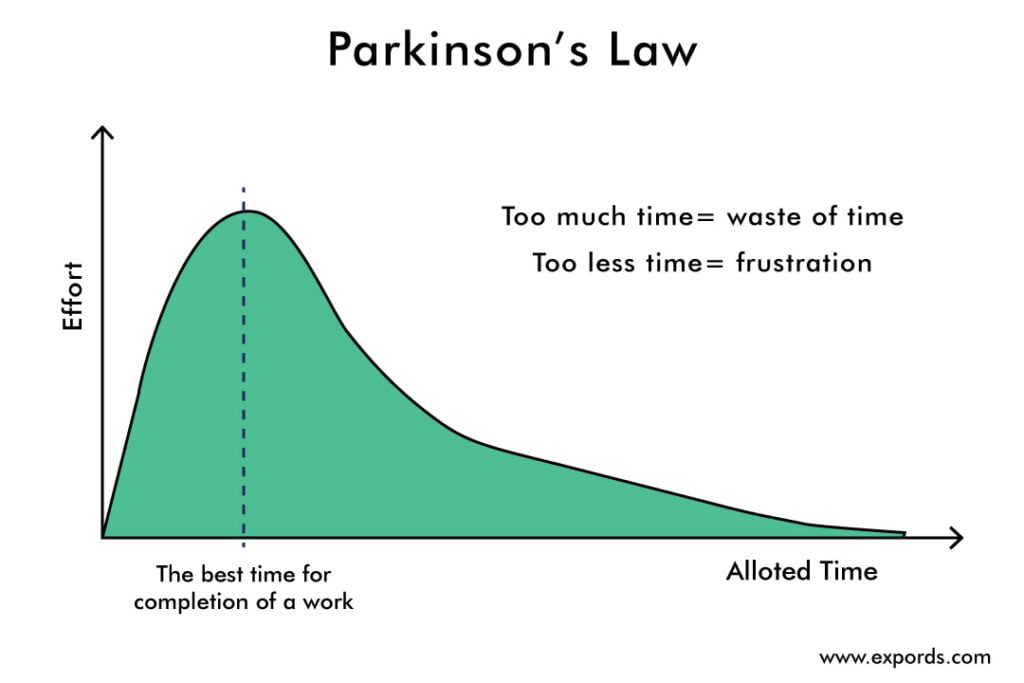 Parkinson’s Law
Too much time= waste of time
Too less time= frustration
Effort
The best time for
completion of a work
Alloted Time
www.expords.com